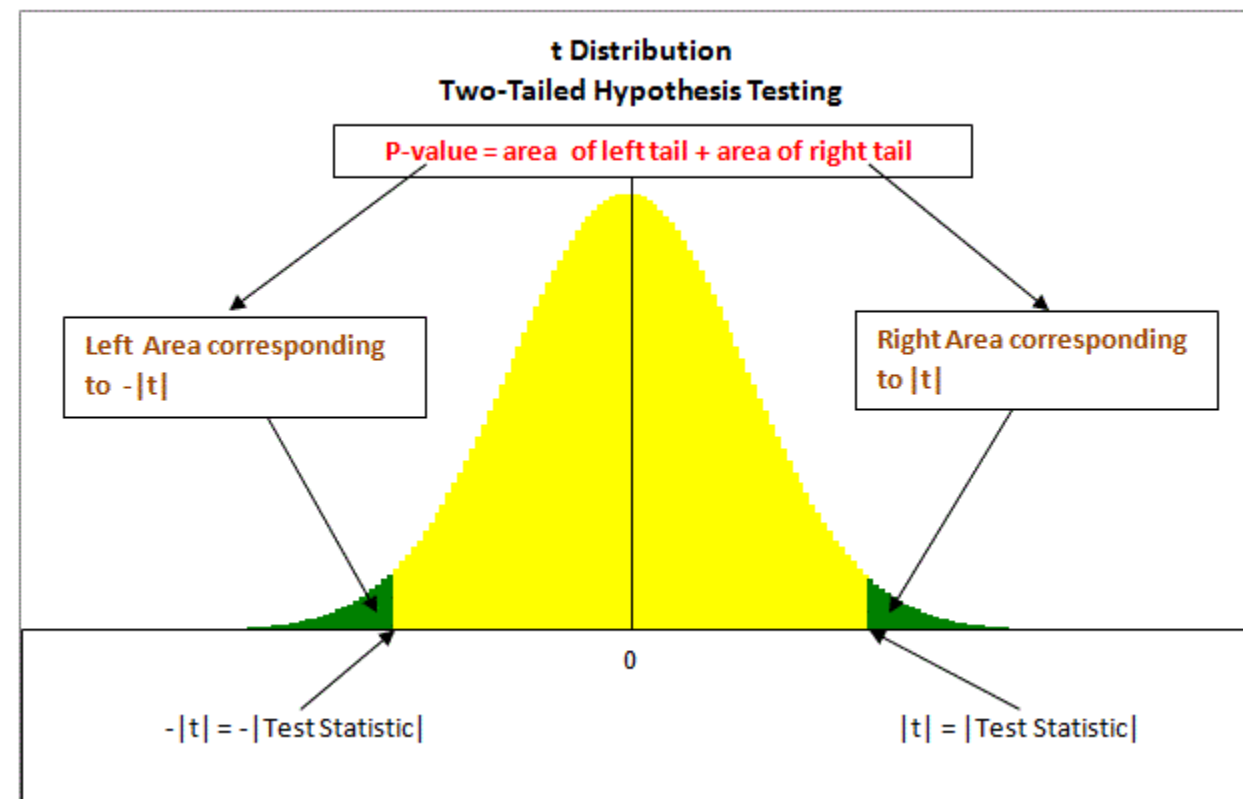 t Distribution
Two-Tailed Hypothesis Testing
P-value = area of left tail + area of right tail
Left Area corresponding
to -|t|
Right Area corresponding
to |t|
0
-|t| = -|Test Statistic|
|t| = |Test Statistic|